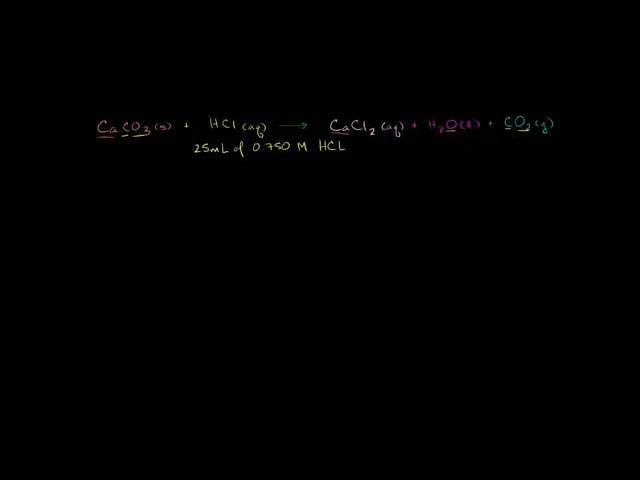 CaCO3(s) + HCl(aq) → CaCl2(aq) + H2O(l) + CO2(g)
25mL of 0.750 M HCL